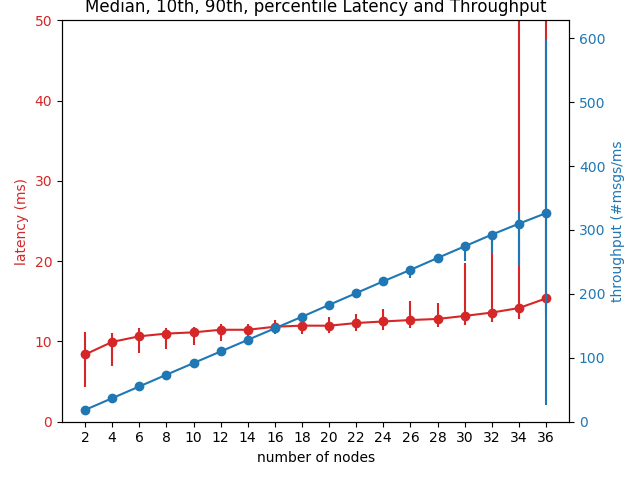 Median, 10th, 90th, percentile Latency and Throughput
50
40
30
20
10
0
latency (ms)
600
500
400
300
200
100
0
throughput (#msgs/ms
2 4 6 8 10 12 14 16 18 20 22 24 26 28 30 32 34 36
number of nodes